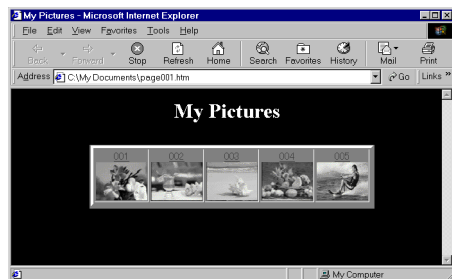 My Pictures - Microsoft Internet Explorer
File Edit View Favorites Tools Help
Back Forward Stop Refresh Home Search Favorites History Mail Print
Address C:\My Documents\page001.htm Go Links »
My Pictures
001 002 003 004 005
My Computer